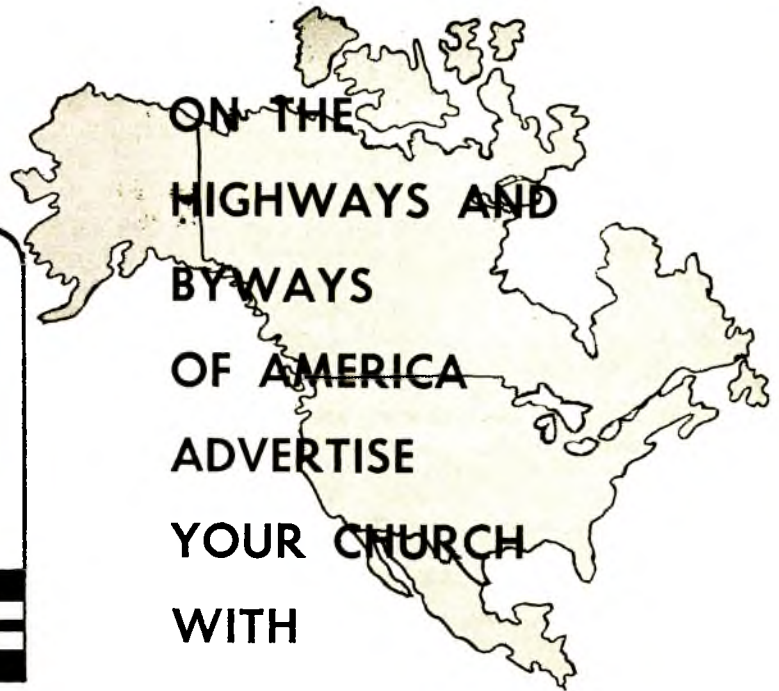 ON THE
HIGHWAYS AND
BYWAYS
OF AMERICA
ADVERTISE
YOUR CHURCH
WITH